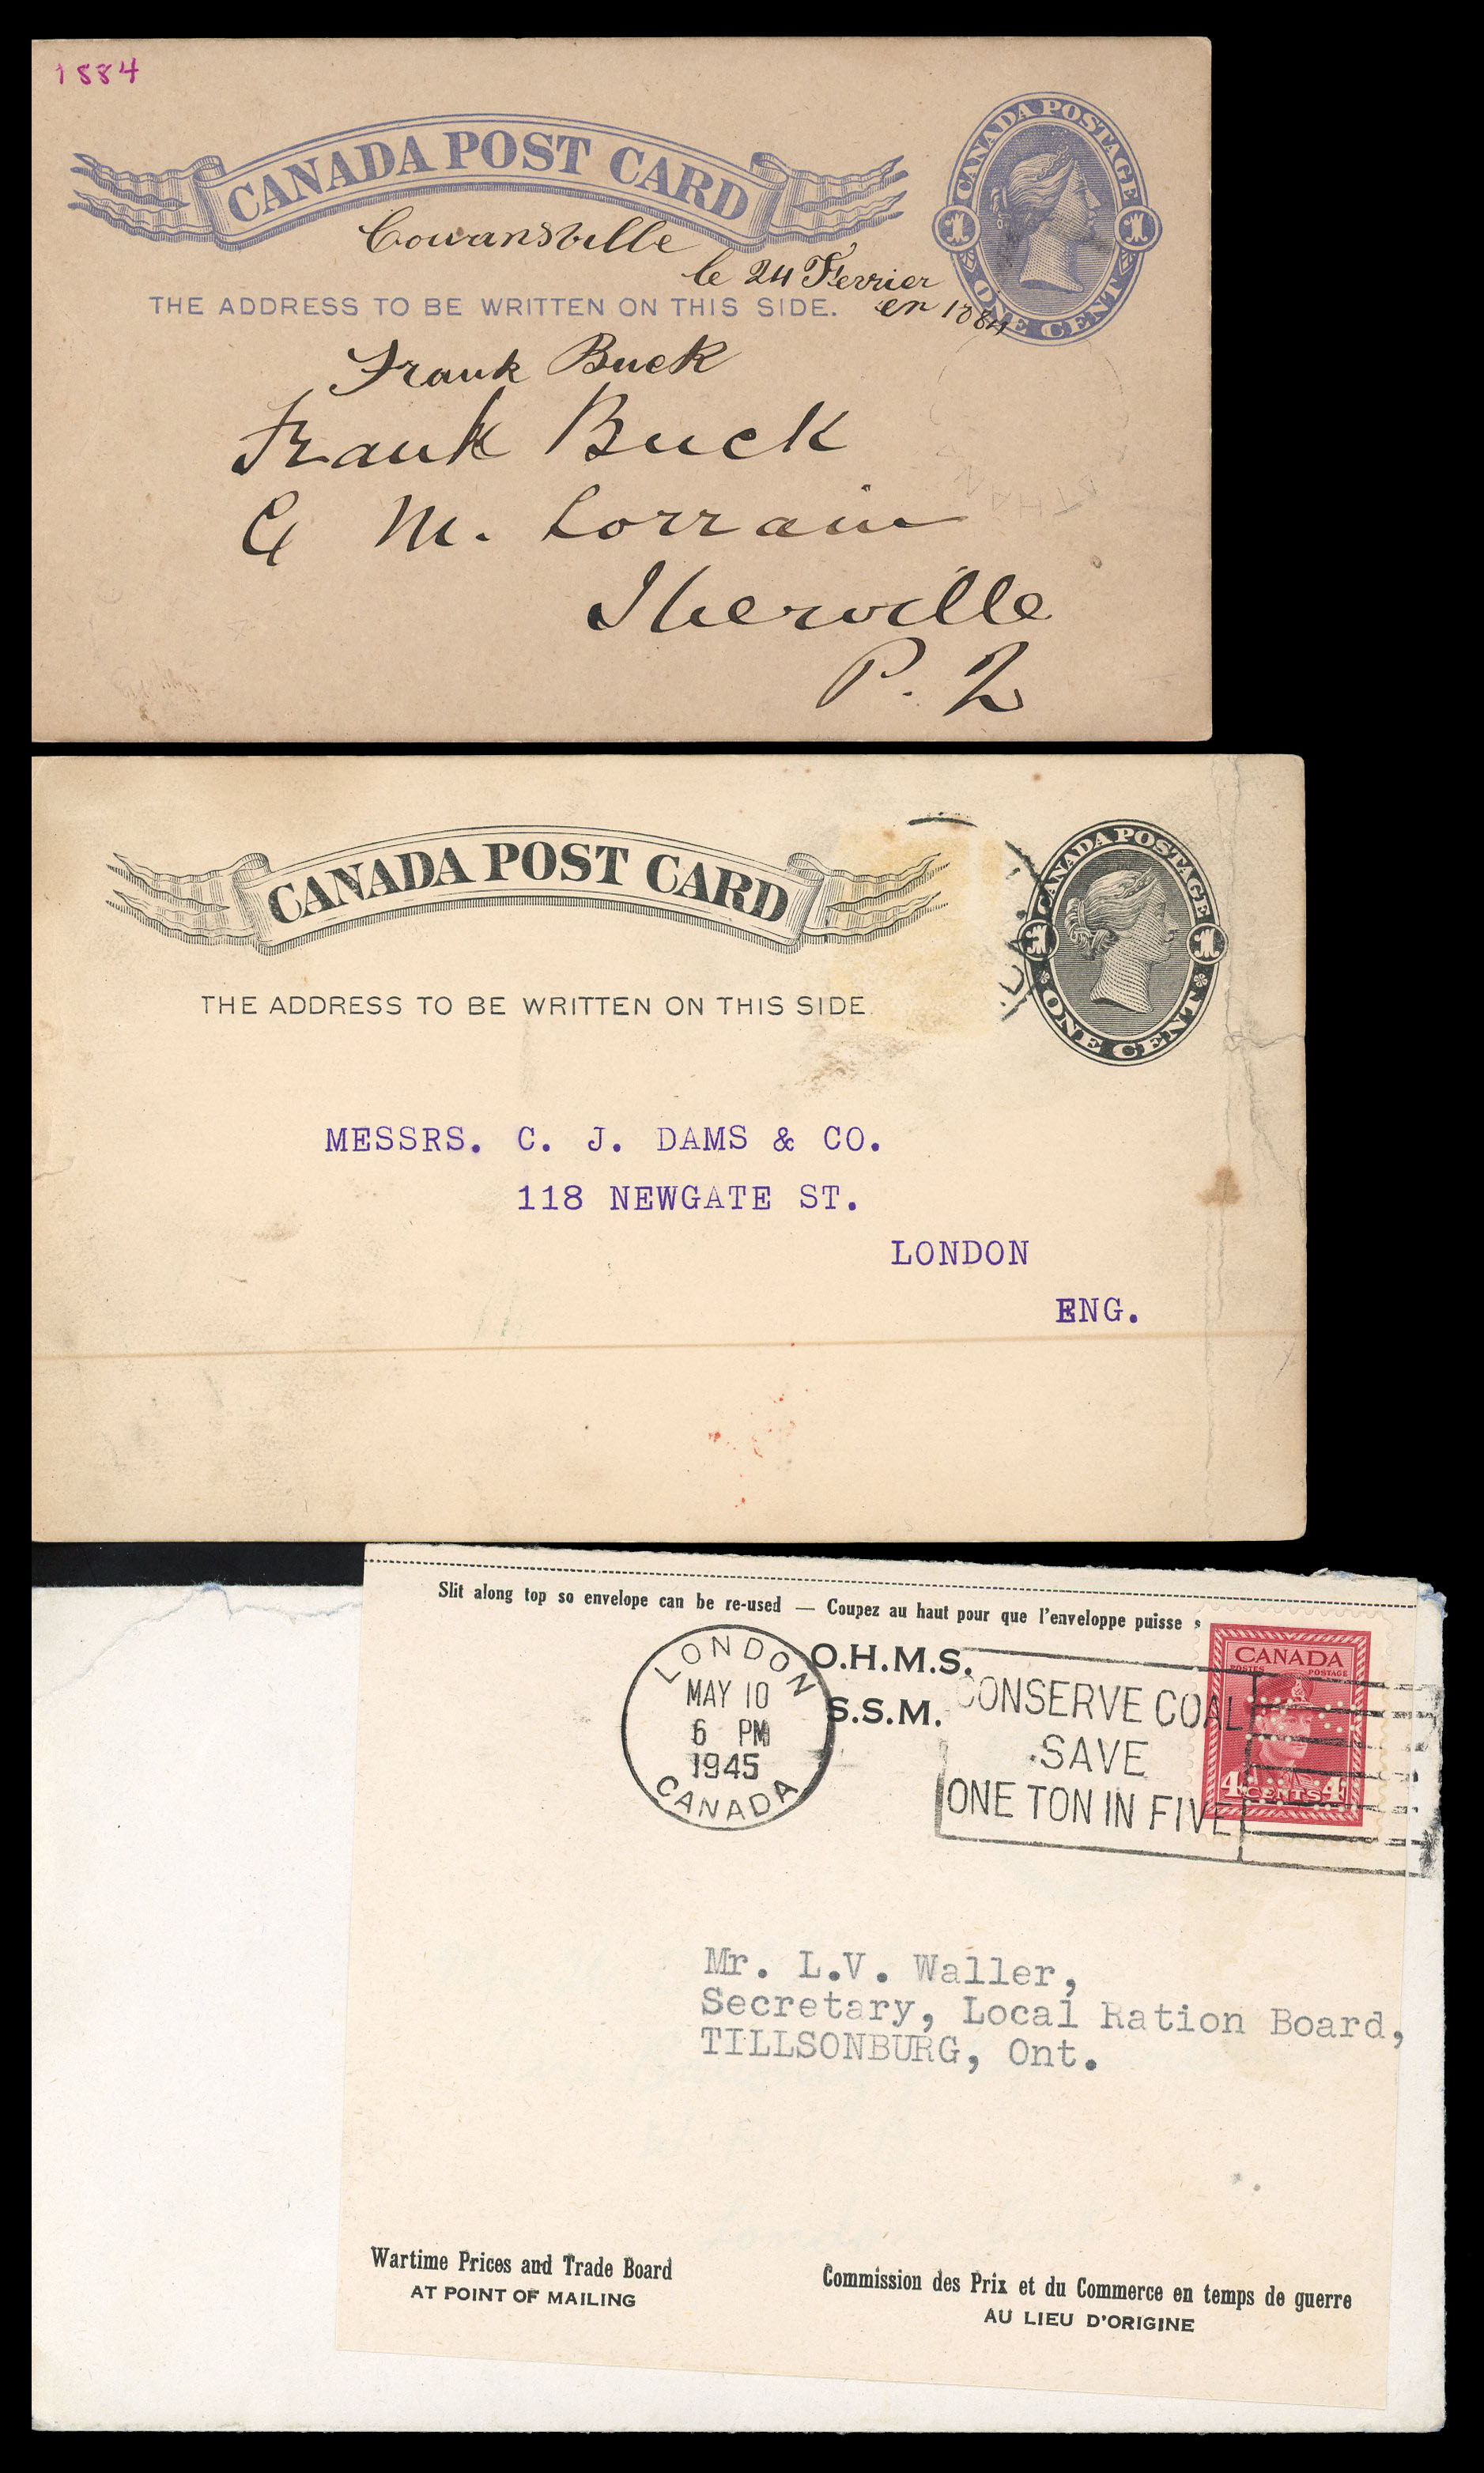 1884
CANADA POST CARD
CANADA POSTAGE
1 1
ONE CENT
Cowansville
le 24 Ferrier
en 1884
THE ADDRESS TO BE WRITTEN ON THIS SIDE.
Frank Buck
Frank Buck
M. Lorrain
Iberville
P. Q
CANADA POST CARD
CANADA POSTAGE
1 1
ONE CENT
THE ADDRESS TO BE WRITTEN ON THIS SIDE.
MESSRS. C. J. DAMS & CO.
118 NEWGATE ST.
LONDON
ENG.
Slit along top so envelope can be re-used — Coupez au haut pour que l'enveloppe puisse s
O.H.M.S.
S.S.M.
LONDON
MAY 10
6 PM
1945
CANADA
CONSERVE COAL
SAVE
ONE TON IN FIVE
CANADA
POSTES POSTAGE
4 CENTS 4
Mr. L.V. Waller,
Secretary, Local Ration Board,
TILLSONBURG, Ont.
Wartime Prices and Trade Board
AT POINT OF MAILING
Commission des Prix et du Commerce en temps de guerre
AU LIEU D'ORIGINE